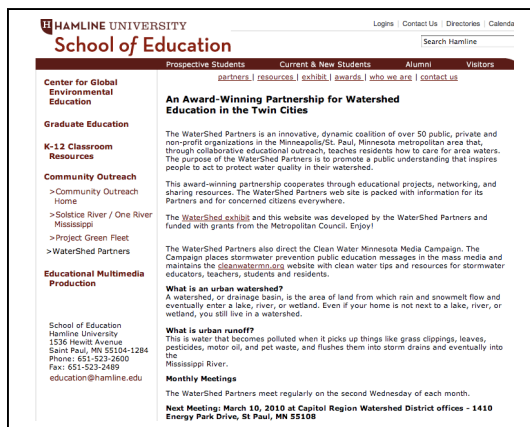 HAMLINE UNIVERSITY
School of Education
Logins | Contact Us | Directories | Calenda
Search Hamline
Prospective Students Current & New Students Alumni Visitors
partners | resources | exhibit | awards | who we are | contact us
Center for Global
Environmental
Education
Graduate Education
K-12 Classroom
Resources
Community Outreach
>Community Outreach
Home
>Solstice River / One River
Mississippi
>Project Green Fleet
>WaterShed Partners
Educational Multimedia
Production
School of Education
Hamline University
1536 Hewitt Avenue
Saint Paul, MN 55104-1284
Phone: 651-523-2600
Fax: 651-523-2489
education@hamline.edu
An Award-Winning Partnership for Watershed
Education in the Twin Cities
The WaterShed Partners is an innovative, dynamic coalition of over 50 public, private and
non-profit organizations in the Minneapolis/St. Paul, Minnesota metropolitan area that,
through collaborative educational outreach, teaches residents how to care for area waters.
The purpose of the WaterShed Partners is to promote a public understanding that inspires
people to act to protect water quality in their watershed.
This award-winning partnership cooperates through educational projects, networking, and
sharing resources. The WaterShed Partners web site is packed with information for its
Partners and for concerned citizens everywhere.
The WaterShed exhibit and this website was developed by the WaterShed Partners and
funded with grants from the Metropolitan Council. Enjoy!
The WaterShed Partners also direct the Clean Water Minnesota Media Campaign. The
Campaign places stormwater prevention public education messages in the mass media and
maintains the cleanwatermn.org website with clean water tips and resources for stormwater
educators, teachers, students and residents.
What is an urban watershed?
A watershed, or drainage basin, is the area of land from which rain and snowmelt flow and
eventually enter a lake, river, or wetland. Even if your home is not next to a lake, river, or
wetland, you still live in a watershed.
What is urban runoff?
This is water that becomes polluted when it picks up things like grass clippings, leaves,
pesticides, motor oil, and pet waste, and flushes them into storm drains and eventually into
the
Mississippi River.
Monthly Meetings
The WaterShed Partners meet regularly on the second Wednesday of each month.
Next Meeting: March 10, 2010 at Capitol Region Watershed District offices - 1410
Energy Park Drive, St Paul, MN 55108